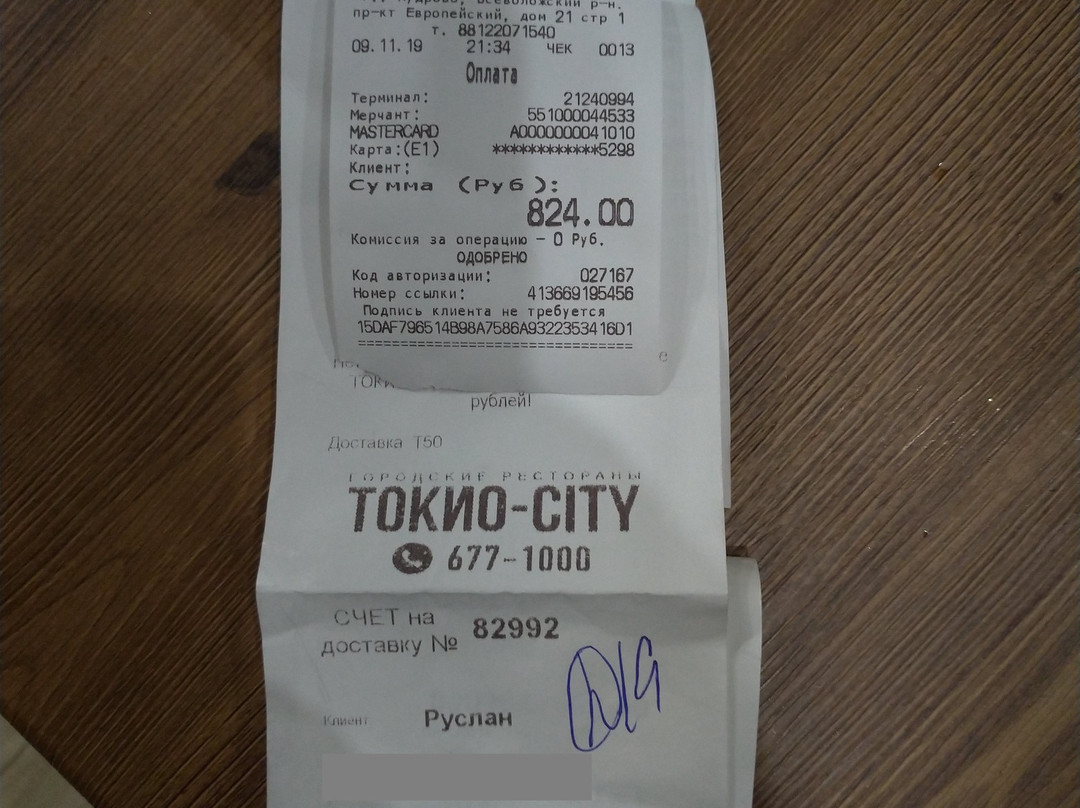 пр-кт Европейский, дом 21 стр 1
т. 88122071540
09.11.19 21:34 ЧЕК 0013
Оплата
Терминал: 21240994
Мерчант: 551000044533
MASTERCARD A0000000041010
Карта:(E1) ************5298
Клиент:
Сумма (Руб):
824.00
Комиссия за операцию - 0 Руб.
ОДОБРЕНО
Код авторизации: 027167
Номер ссылки: 413669195456
Подпись клиента не требуется
15DAF796514B98A7586A9322353416D1
================================
рублей!
Доставка T50
ГОРОДСКИЕ РЕСТОРАНЫ
ТОКИО-CITY
677-1000
СЧЕТ на
доставку № 82992
Клиент Руслан